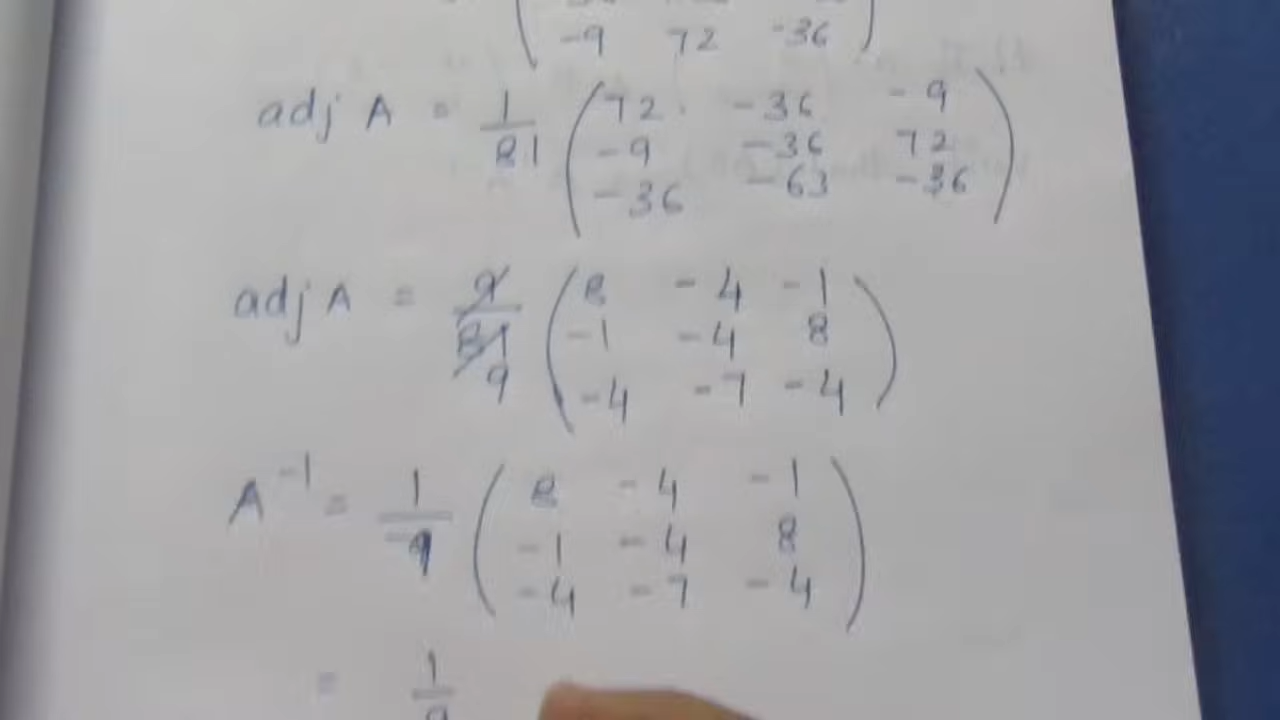 -9 72 -36
adj A = 1/81 ( 72 -36 -9
-9 -36 72
-36 -63 -36 )
adj A = 9/81 9 ( 8 -4 -1
-1 -4 8
-4 -7 -4 )
A^-1 = 1/-9 ( 8 -4 -1
-1 -4 8
-4 -7 -4 )
= 1/9